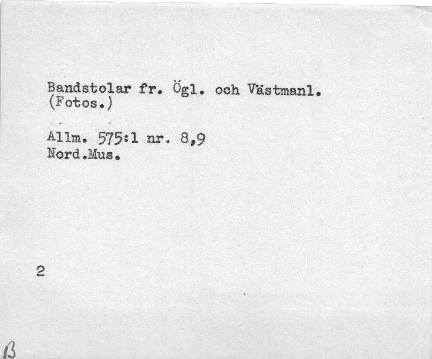 Bandstolar fr. Ögl. och Västmanl.
(Fotos.)
Allm. 575:1 nr. 8,9
Nord.Mus.
2
B